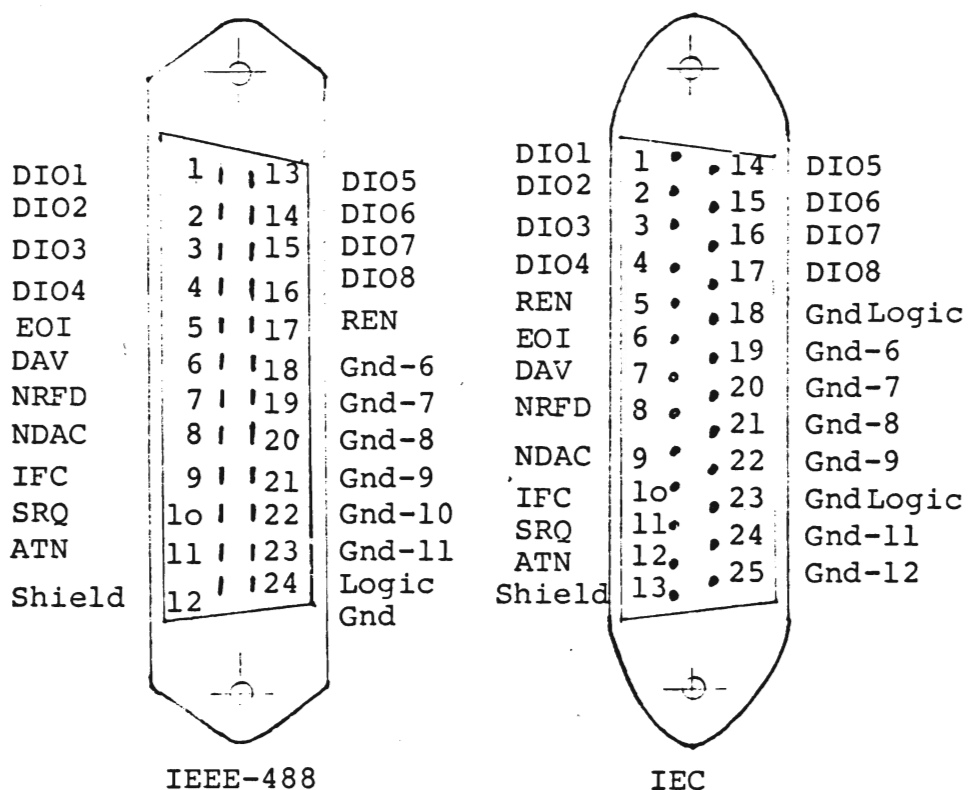 DIO1 1 13 DIO5
DIO2 2 14 DIO6
DIO3 3 15 DIO7
DIO4 4 16 DIO8
EOI 5 17 REN
DAV 6 18 Gnd-6
NRFD 7 19 Gnd-7
NDAC 8 20 Gnd-8
IFC 9 21 Gnd-9
SRQ 1o 22 Gnd-10
ATN 11 23 Gnd-11
Shield 12 24 Logic
Gnd
IEEE-488
DIO1 1 14 DIO5
DIO2 2 15 DIO6
DIO3 3 16 DIO7
DIO4 4 17 DIO8
REN 5 18 Gnd Logic
EOI 6 19 Gnd-6
DAV 7 20 Gnd-7
NRFD 8 21 Gnd-8
NDAC 9 22 Gnd-9
IFC 1o 23 Gnd Logic
SRQ 11 24 Gnd-11
ATN 12 25 Gnd-12
Shield 13
IEC